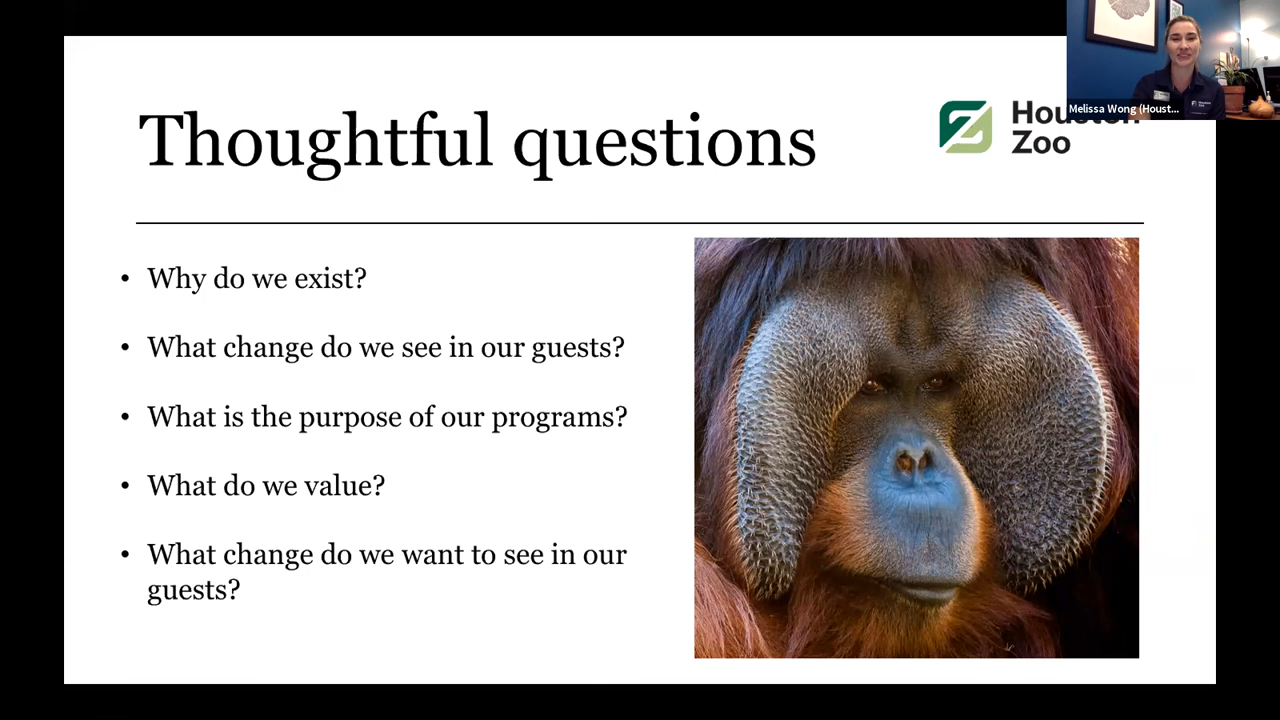 Thoughtful questions
Houston
Zoo
Melissa Wong (Houst...
• Why do we exist?
• What change do we see in our guests?
• What is the purpose of our programs?
• What do we value?
• What change do we want to see in our
guests?